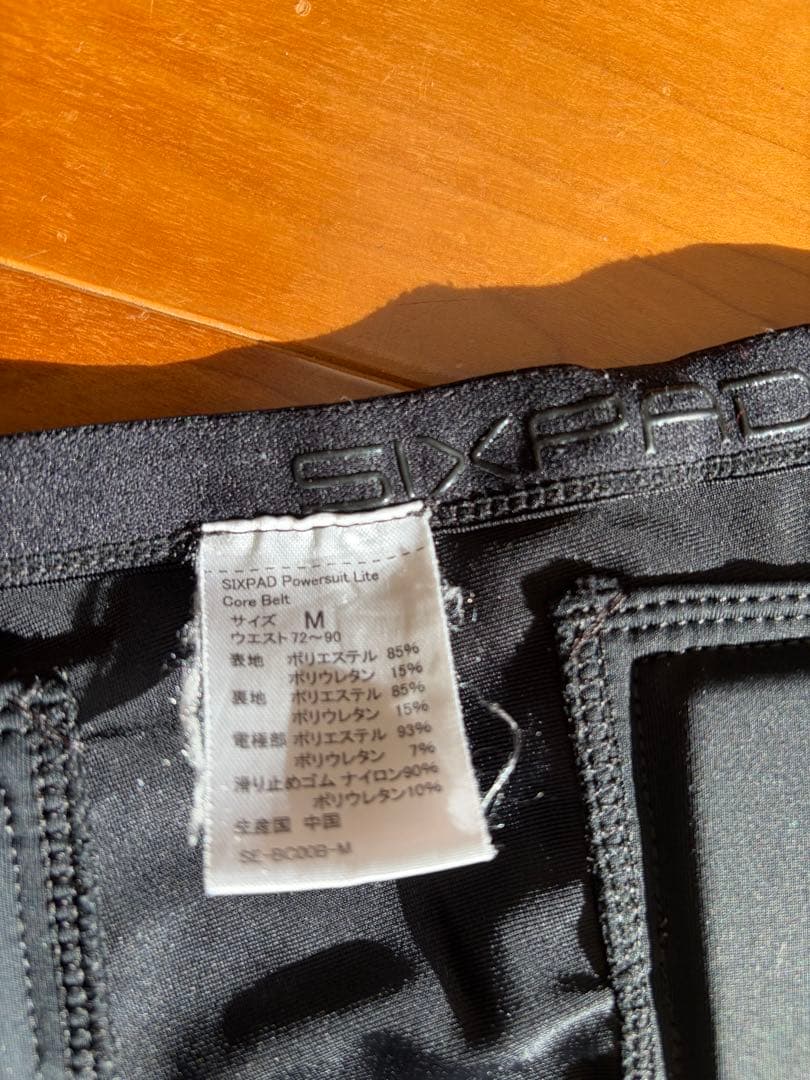 SIXPAD
SIXPAD Powersuit Lite
Core Belt
サイズ M
ウエスト72～90
表地 ポリエステル 85%
ポリウレタン 15%
裏地 ポリエステル 85%
ポリウレタン 15%
電極部 ポリエステル 93%
ポリウレタン 7%
滑り止めゴム ナイロン90%
ポリウレタン10%
生産国 中国
SE-BC00B-M